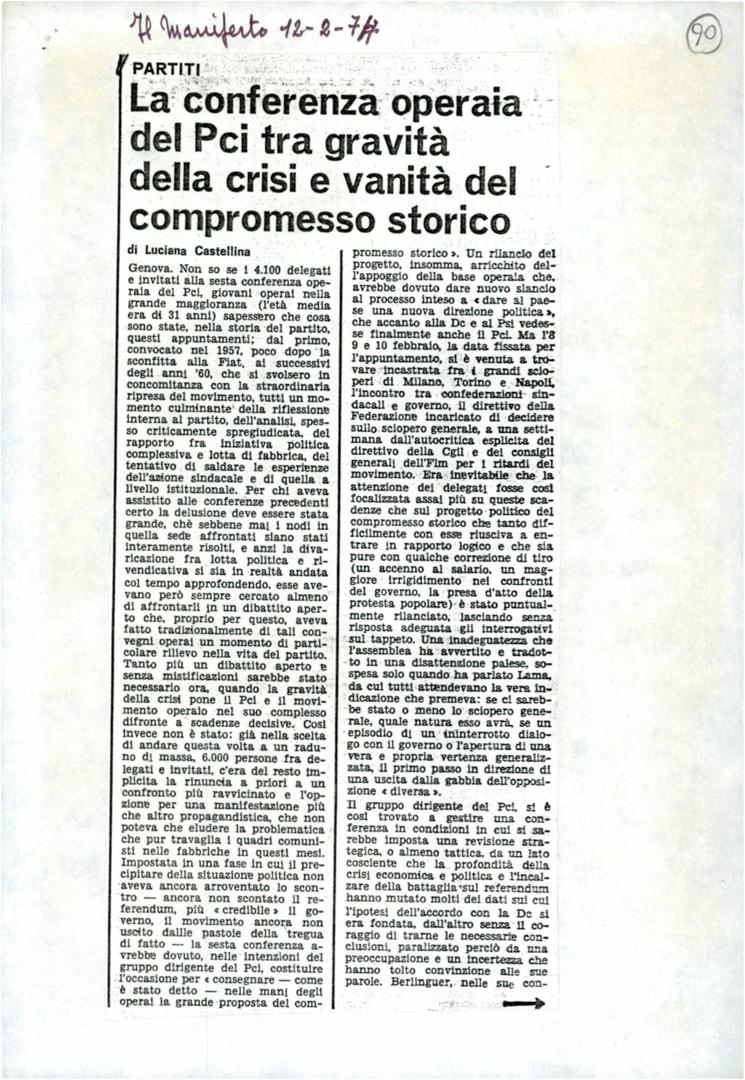 Il Manifesto 12-2-74
90
PARTITI
La conferenza operaia
del Pci tra gravità
della crisi e vanità del
compromesso storico
di Luciana Castellina
Genova. Non so se i 4.100 delegati
e invitati alla sesta conferenza ope-
raia del Pci, giovani operai nella
grande maggioranza (l'età media
era di 31 anni) sapessero che cosa
sono state, nella storia del partito,
questi appuntamenti; dal primo,
convocato nel 1957, poco dopo la
sconfitta alla Fiat, ai successivi
degli anni '60, che si svolsero in
concomitanza con la straordinaria
ripresa del movimento, tutti un mo-
mento culminante della riflessione
interna al partito, dell'analisi, spes-
so criticamente spregiudicata, del
rapporto fra iniziativa politica
complessiva e lotta di fabbrica, del
tentativo di saldare le esperienze
dell'azione sindacale e di quella a
livello istituzionale. Per chi aveva
assistito alle conferenze precedenti
certo la delusione deve essere stata
grande, chè sebbene mai i nodi in
quella sede affrontati siano stati
interamente risolti, e anzi la diva-
ricazione fra lotta politica e ri-
vendicativa si sia in realtà andata
col tempo approfondendo, esse ave-
vano però sempre cercato almeno
di affrontarli in un dibattito aper-
to che, proprio per questo, aveva
fatto tradizionalmente di tali con-
vegni operai un momento di parti-
colare rilievo nella vita del partito.
Tanto più un dibattito aperto e
senza mistificazioni sarebbe stato
necessario ora, quando la gravità
della crisi pone il Pci e il movi-
mento operaio nel suo complesso
difronte a scadenze decisive. Così
invece non è stato: già nella scelta
di andare questa volta a un radu-
no di massa, 6.000 persone fra de-
legati e invitati, c'era del resto im-
plicita la rinuncia a priori a un
confronto più ravvicinato e l'op-
zione per una manifestazione più
che altro propagandistica, che non
poteva che eludere la problematica
che pur travaglia i quadri comuni-
sti nelle fabbriche in questi mesi.
Impostata in una fase in cui il pre-
cipitare della situazione politica non
aveva ancora arroventato lo scon-
tro — ancora non scontato il re-
ferendum, più « credibile » il go-
verno, il movimento ancora non
uscito dallle pastoie della tregua
di fatto — la sesta conferenza a-
vrebbe dovuto, nelle intenzioni del
gruppo dirigente del Pci, costituire
l'occasione per « consegnare — come
è stato detto — nelle mani degli
operai la grande proposta del com-
promesso storico ». Un rilancio del
progetto, insomma, arricchito del-
l'appoggio della base operaia che,
avrebbe dovuto dare nuovo slancio
al processo inteso a « dare al pae-
se una nuova direzione politica »,
che accanto alla Dc e al Psi vedes-
se finalmente anche il Pci. Ma l'8
9 e 10 febbraio, la data fissata per
l'appuntamento, si è venuta a tro-
vare incastrata fra i grandi scio-
peri di Milano, Torino e Napoli,
l'incontro tra confederazioni sin-
dacali e governo, il direttivo della
Federazione incaricato di decidere
sullo sciopero generale, a una setti-
mana dall'autocritica esplicita del
direttivo della Cgil e dei consigli
generali dell'Flm per i ritardi del
movimento. Era inevitabile che la
attenzione dei delegati fosse così
focalizzata assai più su queste sca-
denze che sul progetto politico del
compromesso storico che tanto dif-
ficilmente con esse riusciva a en-
trare in rapporto logico e che sia
pure con qualche correzione di tiro
(un accenno al salario, un mag-
giore irrigidimento nei confronti
del governo, la presa d'atto della
protesta popolare) è stato puntual-
mente rilanciato, lasciando senza
risposta adeguata gli interrogativi
sul tappeto. Una inadeguatezza che
l'assemblea ha avvertito e tradot-
to in una disattenzione palese, so-
spesa solo quando ha parlato Lama,
da cui tutti attendevano la vera in-
dicazione che premeva: se ci sareb-
be stato o meno lo sciopero gene-
rale, quale natura esso avrà, se un
episodio di un ininterrotto dialo-
go con il governo o l'apertura di una
vera e propria vertenza generaliz-
zata, il primo passo in direzione di
una uscita dalla gabbia dell'opposi-
zione « diversa ».
Il gruppo dirigente del Pci, si è
così trovato a gestire una con-
ferenza in condizioni in cui si sa-
rebbe imposta una revisione stra-
tegica, o almeno tattica, da un lato
cosciente che la profondità della
crisi economica e politica e l'incal-
zare della battaglia sul referendum
hanno mutato molti dei dati su cui
l'ipotesi dell'accordo con la Dc si
era fondata, dall'altro senza il co-
raggio di trarne le necessarie con-
clusioni, paralizzato perciò da una
preoccupazione e un incertezza che
hanno tolto convinzione alle sue
parole. Berlinguer, nelle sue con-